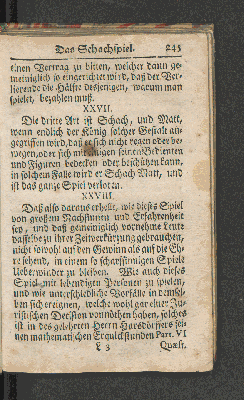 Das Schachspiel. 245
einen Vertrag zu bitten, welcher dann ge-
meiniglich so eingerichtet wird, daß der Ver-
lierende die Hälfte desjenigen, warum man
spielet, bezahlen muß.
XXVII.
Die dritte Art ist Schach, und Matt,
wenn endlich der König solcher Gestalt an-
gegriffen wird, daß er sich nicht regen oder be-
wegen, oder sich mit einigen seinen Bedienten
und Figuren bedecken oder beschützen kann,
in solchem Falle wird er Schach Matt, und
ist das ganze Spiel verloren.
XXVIII.
Daß also daraus erhellt, wie dieses Spiel
von großem Nachsinnen und Erfahrenheit
sey, und daß gemeiniglich vornehme Leute
dasselbe zu ihrer Zeitverkürzung gebrauchen,
nicht sowohl auf den Gewinn als auf die Eh-
re sehend, in einem so scharfsinnigen Spiele
Ueberwinder zu bleiben. Wie auch dieses
Spiel mit lebendigen Personen zu spielen,
und wie unterschiedliche Vorfälle in demsel-
ben sich ereignen, welche wohl gar einer Ju-
ristischen Decision vonnöthen haben, solches
ist in des gelehrten Herrn Harsdörffers sei-
nen mathematischen Erquickstunden Part. VI
L 3 Quæst.